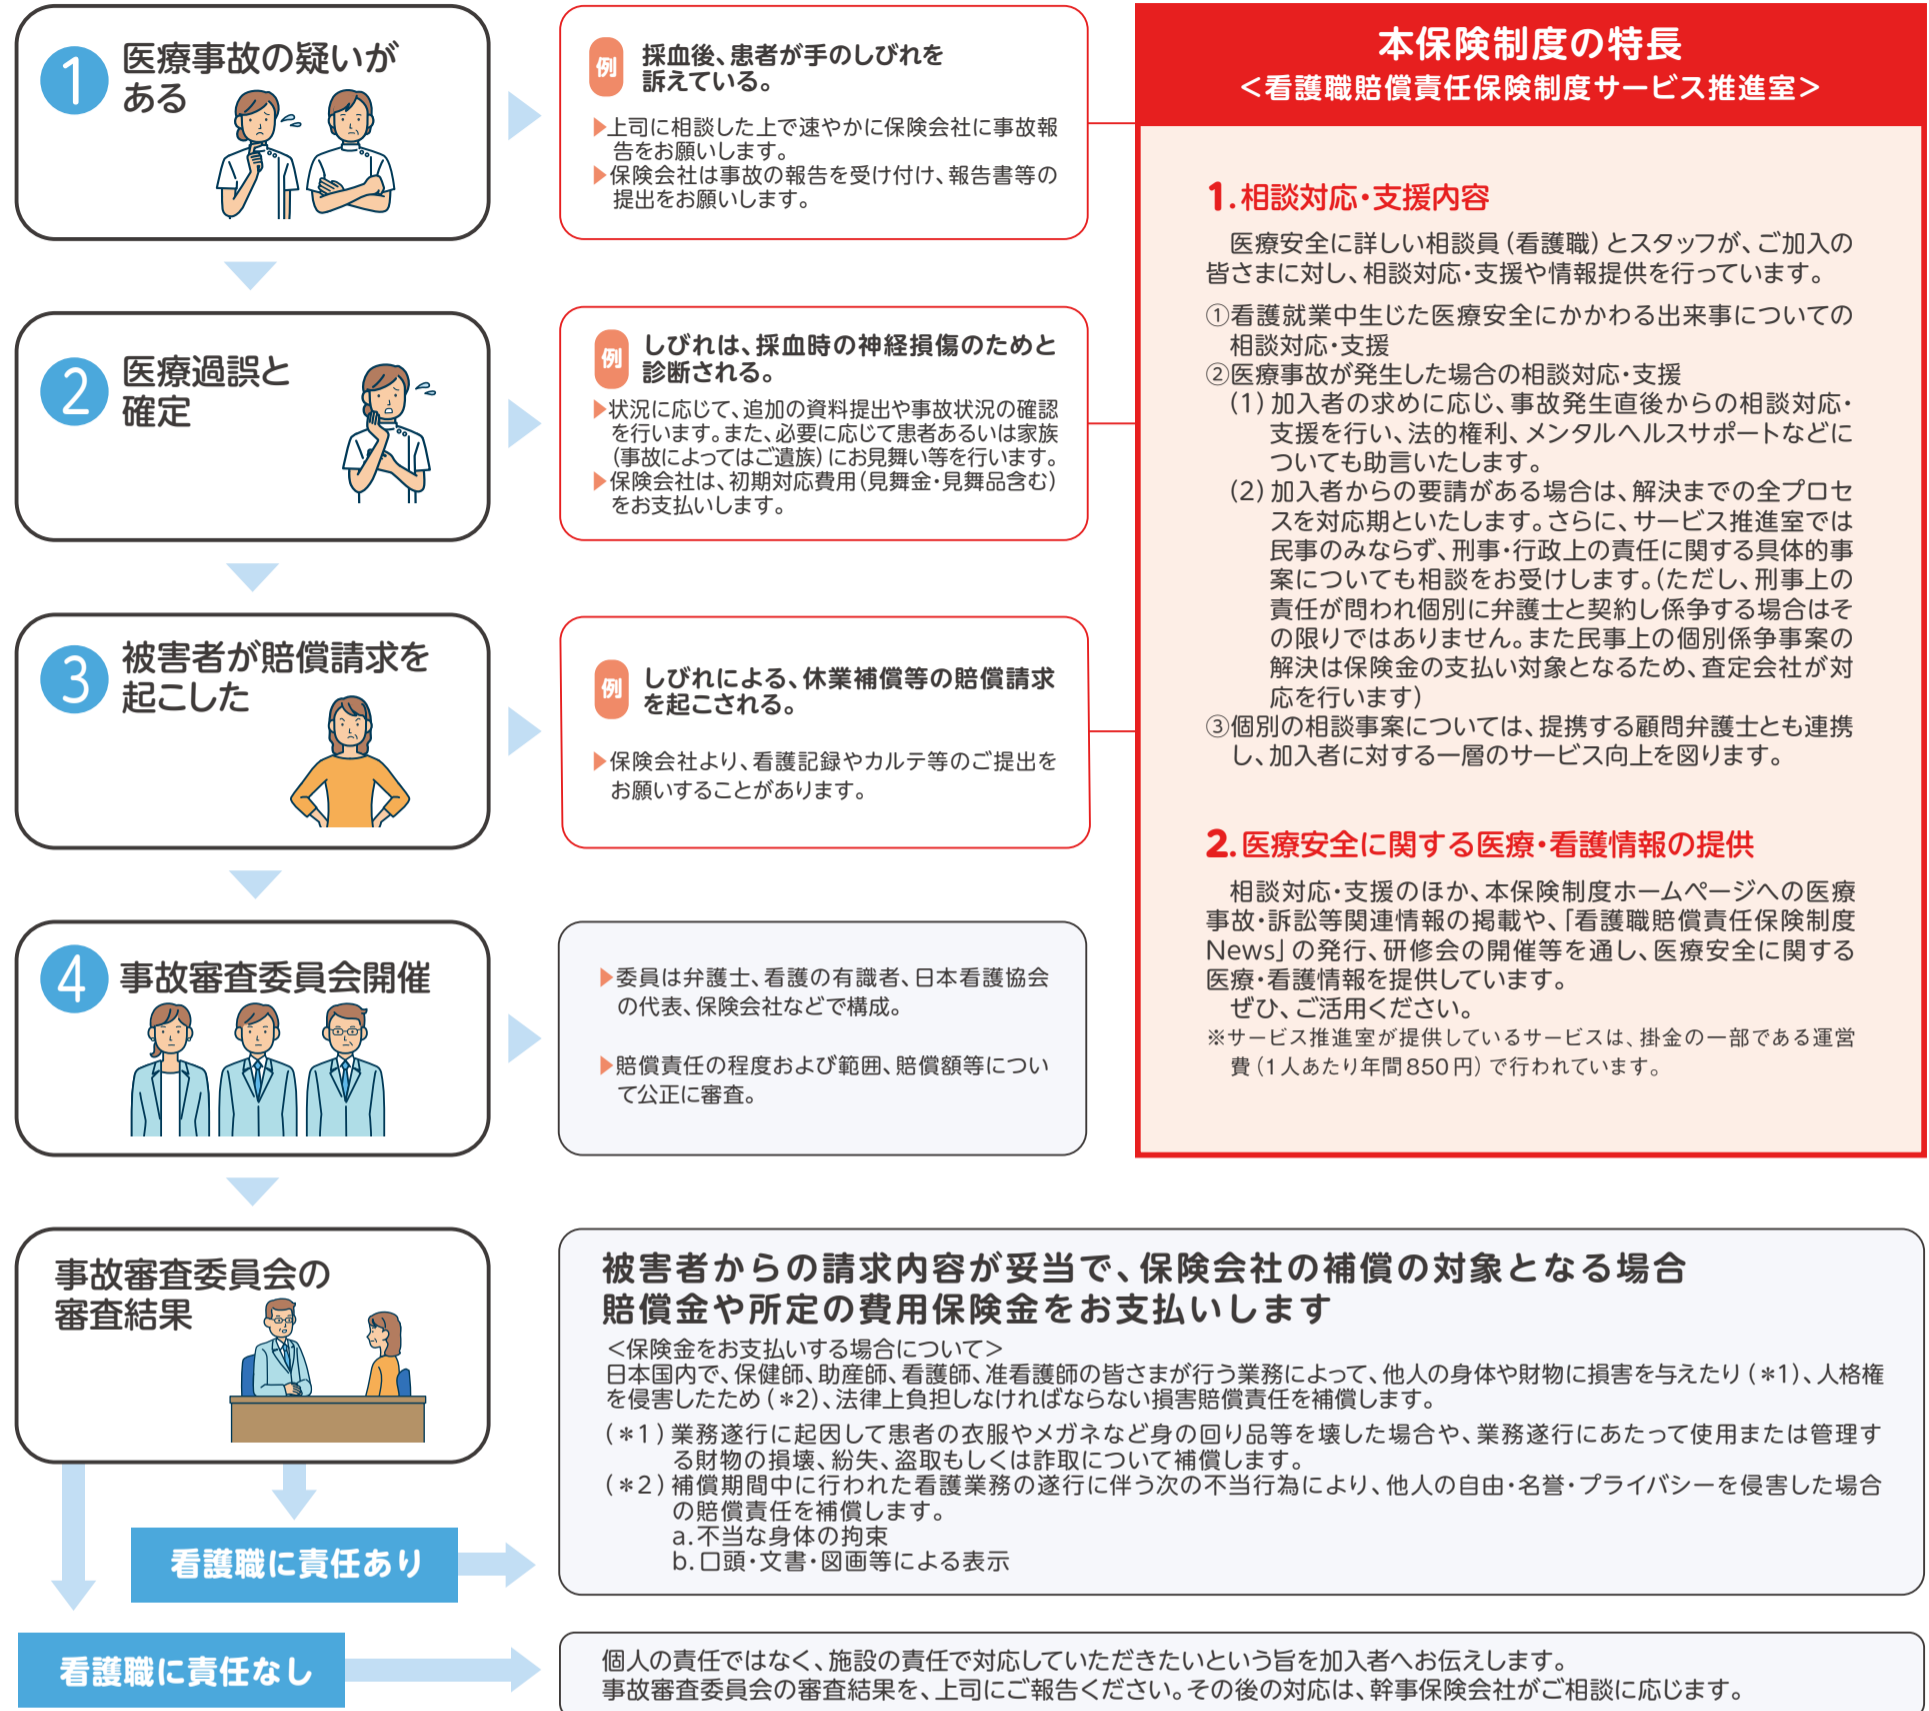 1 医療事故の疑いが
ある
例 採血後、患者が手のしびれを
訴えている。
▶上司に相談した上で速やかに保険会社に事故報
告をお願いします。
▶保険会社は事故の報告を受け付け、報告書等の
提出をお願いします。
2 医療過誤と
確定
例 しびれは、採血時の神経損傷のためと
診断される。
▶状況に応じて、追加の資料提出や事故状況の確認
を行います。また、必要に応じて患者あるいは家族
(事故によってはご遺族)にお見舞い等を行います。
▶保険会社は、初期対応費用(見舞金・見舞品含む)
をお支払いします。
3 被害者が賠償請求を
起こした
例 しびれによる、休業補償等の賠償請求
を起こされる。
▶保険会社より、看護記録やカルテ等のご提出を
お願いすることがあります。
4 事故審査委員会開催
▶委員は弁護士、看護の有識者、日本看護協会
の代表、保険会社などで構成。
▶賠償責任の程度および範囲、賠償額等につい
て公正に審査。
本保険制度の特長
<看護職賠償責任保険制度サービス推進室>
1.相談対応・支援内容
医療安全に詳しい相談員(看護職)とスタッフが、ご加入の
皆さまに対し、相談対応・支援や情報提供を行っています。
①看護就業中生じた医療安全にかかわる出来事についての
相談対応・支援
②医療事故が発生した場合の相談対応・支援
(1)加入者の求めに応じ、事故発生直後からの相談対応・
支援を行い、法的権利、メンタルヘルスサポートなどに
ついても助言いたします。
(2)加入者からの要請がある場合は、解決までの全プロセ
スを対応期といたします。さらに、サービス推進室では
民事のみならず、刑事・行政上の責任に関する具体的事
案についても相談をお受けします。(ただし、刑事上の
責任が問われ個別に弁護士と契約し係争する場合はそ
の限りではありません。また民事上の個別係争事案の
解決は保険金の支払い対象となるため、査定会社が対
応を行います)
③個別の相談事案については、提携する顧問弁護士とも連携
し、加入者に対する一層のサービス向上を図ります。
2.医療安全に関する医療・看護情報の提供
相談対応・支援のほか、本保険制度ホームページへの医療
事故・訴訟等関連情報の掲載や、「看護職賠償責任保険制度
News」の発行、研修会の開催等を通し、医療安全に関する
医療・看護情報を提供しています。
ぜひ、ご活用ください。
※サービス推進室が提供しているサービスは、掛金の一部である運営
費(1人あたり年間850円)で行われています。
事故審査委員会の
審査結果
被害者からの請求内容が妥当で、保険会社の補償の対象となる場合
賠償金や所定の費用保険金をお支払いします
<保険金をお支払いする場合について>
日本国内で、保健師、助産師、看護師、准看護師の皆さまが行う業務によって、他人の身体や財物に損害を与えたり(*1)、人格権
を侵害したため(*2)、法律上負担しなければならない損害賠償責任を補償します。
(*1)業務遂行に起因して患者の衣服やメガネなど身の回り品等を壊した場合や、業務遂行にあたって使用または管理す
る財物の損壊、紛失、盗取もしくは詐取について補償します。
(*2)補償期間中に行われた看護業務の遂行に伴う次の不当行為により、他人の自由・名誉・プライバシーを侵害した場合
の賠償責任を補償します。
a.不当な身体の拘束
b.口頭・文書・図画等による表示
看護職に責任あり
看護職に責任なし
個人の責任ではなく、施設の責任で対応していただきたいという旨を加入者へお伝えします。
事故審査委員会の審査結果を、上司にご報告ください。その後の対応は、幹事保険会社がご相談に応じます。